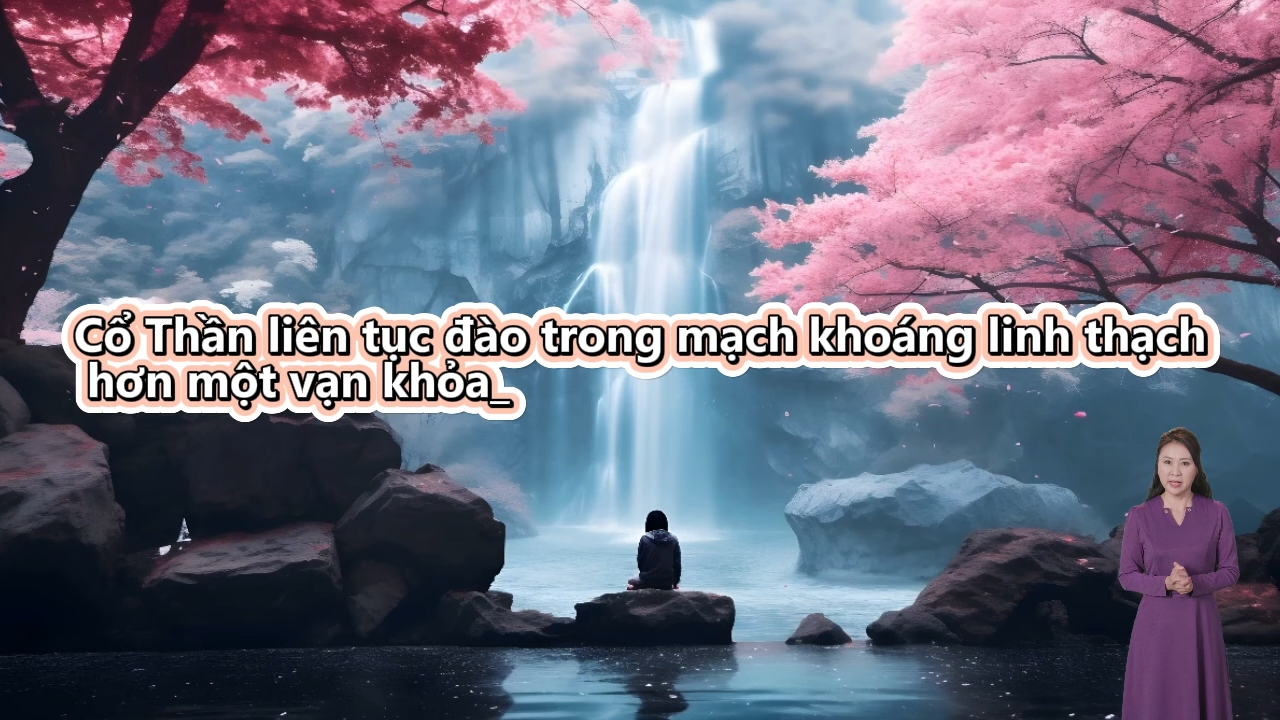 Cổ Thần liên tục đào trong mạch khoáng linh thạch
hơn một vạn khỏa_